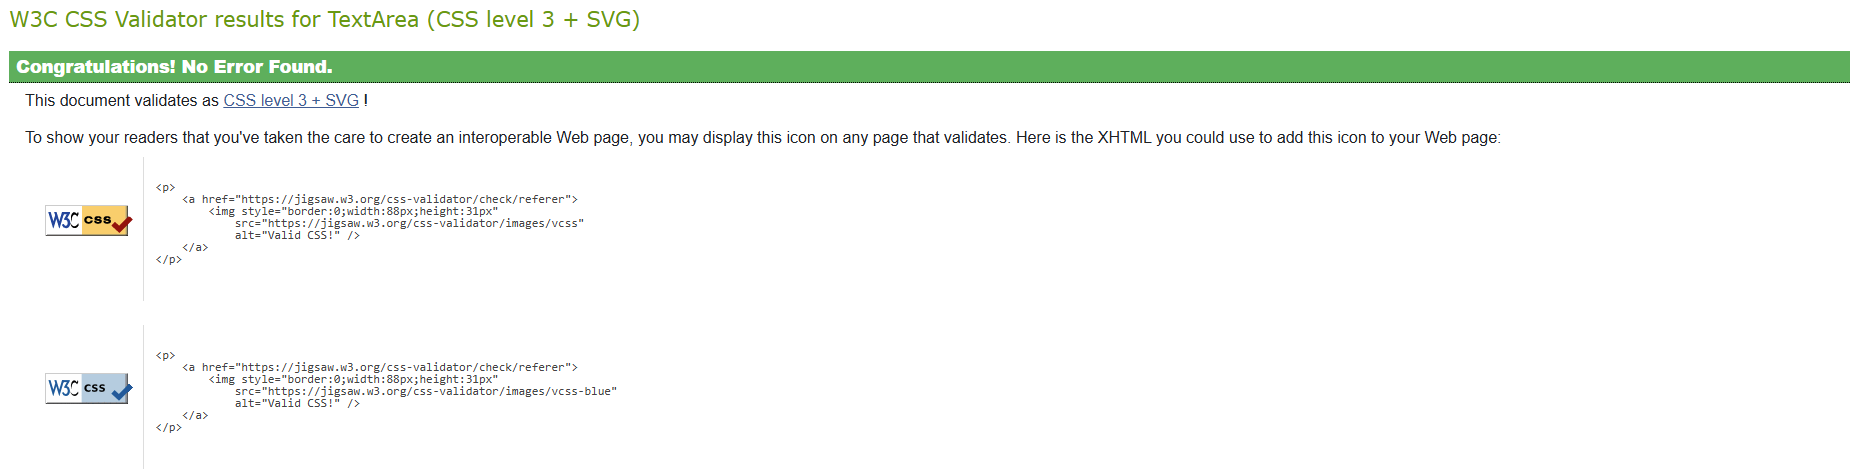 W3C CSS Validator results for TextArea (CSS level 3 + SVG)
Congratulations! No Error Found.
This document validates as CSS level 3 + SVG !
To show your readers that you've taken the care to create an interoperable Web page, you may display this icon on any page that validates. Here is the XHTML you could use to add this icon to your Web page:
W3C css
<p>
    <a href="https://jigsaw.w3.org/css-validator/check/referer">
        <img style="border:0;width:88px;height:31px"
            src="https://jigsaw.w3.org/css-validator/images/vcss"
            alt="Valid CSS!" />
    </a>
</p>
W3C css
<p>
    <a href="https://jigsaw.w3.org/css-validator/check/referer">
        <img style="border:0;width:88px;height:31px"
            src="https://jigsaw.w3.org/css-validator/images/vcss-blue"
            alt="Valid CSS!" />
    </a>
</p>